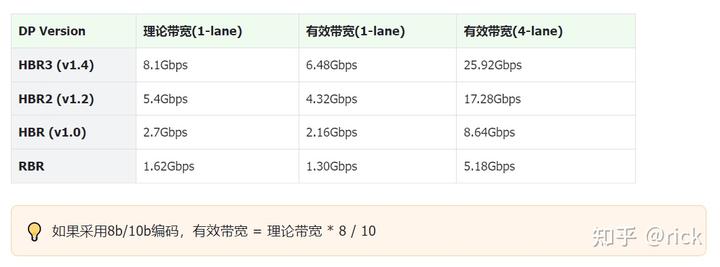 DP Version 理论带宽(1-lane) 有效带宽(1-lane) 有效带宽(4-lane)
HBR3 (v1.4) 8.1Gbps 6.48Gbps 25.92Gbps
HBR2 (v1.2) 5.4Gbps 4.32Gbps 17.28Gbps
HBR (v1.0) 2.7Gbps 2.16Gbps 8.64Gbps
RBR 1.62Gbps 1.30Gbps 5.18Gbps
如果采用8b/10b编码，有效带宽 = 理论带宽 * 8 / 10
知乎 @rick